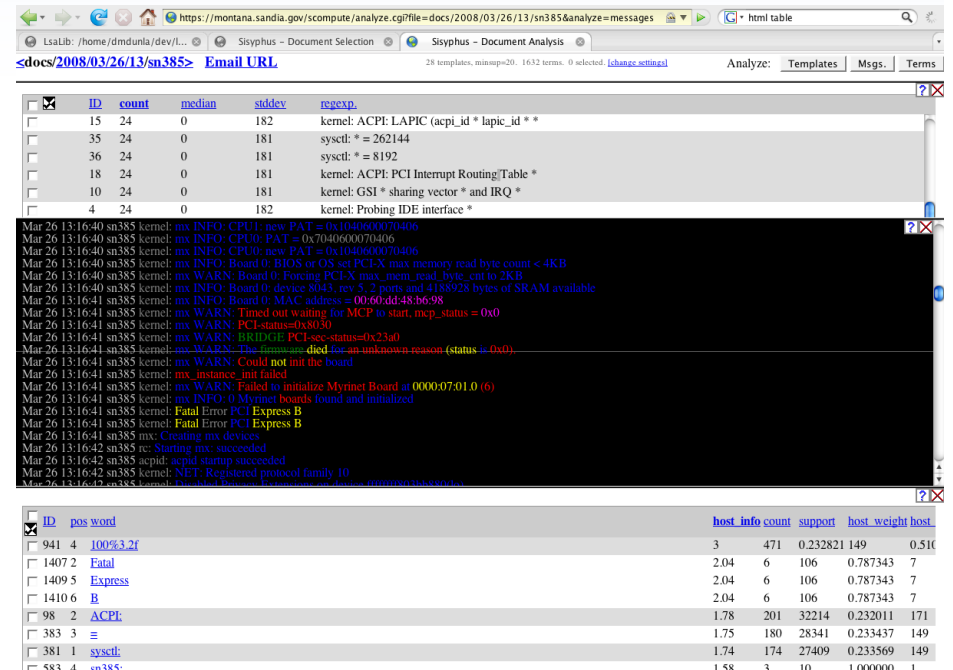 https://montana.sandia.gov/scompute/analyze.cgi?file=docs/2008/03/26/13/sn385&analyze=messages
G html table
LsaLib: /home/dmdunla/dev/l... Sisyphus - Document Selection Sisyphus - Document Analysis
<docs/2008/03/26/13/sn385> Email URL 28 templates, minsup=20. 1632 terms. 0 selected. [change settings] Analyze: Templates Msgs. Terms
? X
ID count median stddev regexp.
15 24 0 182 kernel: ACPI: LAPIC (acpi_id * lapic_id * *
35 24 0 181 sysctl: * = 262144
36 24 0 181 sysctl: * = 8192
18 24 0 181 kernel: ACPI: PCI Interrupt Routing Table *
10 24 0 181 kernel: GSI * sharing vector * and IRQ *
4 24 0 182 kernel: Probing IDE interface *
Mar 26 13:16:40 sn385 kernel: mx INFO: CPU1: new PAT = 0x1040600070406
Mar 26 13:16:40 sn385 kernel: mx INFO: CPU0: PAT = 0x7040600070406
Mar 26 13:16:40 sn385 kernel: mx INFO: CPU0: new PAT = 0x1040600070406
Mar 26 13:16:40 sn385 kernel: mx INFO: Board 0: BIOS or OS set PCI-X max memory read byte count < 4KB
Mar 26 13:16:40 sn385 kernel: mx WARN: Board 0: Forcing PCI-X max_mem_read_byte_cnt to 2KB
Mar 26 13:16:40 sn385 kernel: mx INFO: Board 0: device 8043, rev 5, 2 ports and 4188928 bytes of SRAM available
Mar 26 13:16:41 sn385 kernel: mx INFO: Board 0: MAC address = 00:60:dd:48:b6:98
Mar 26 13:16:41 sn385 kernel: mx WARN: Timed out waiting for MCP to start, mcp_status = 0x0
Mar 26 13:16:41 sn385 kernel: mx WARN: PCI-status=0x8030
Mar 26 13:16:41 sn385 kernel: mx WARN: BRIDGE PCI-sec-status=0x23a0
Mar 26 13:16:41 sn385 kernel: mx WARN: The firmware died for an unknown reason (status = 0x0).
Mar 26 13:16:41 sn385 kernel: mx WARN: Could not init the board
Mar 26 13:16:41 sn385 kernel: mx_instance_init failed
Mar 26 13:16:41 sn385 kernel: mx WARN: Failed to initialize Myrinet Board at 0000:07:01.0 (6)
Mar 26 13:16:41 sn385 kernel: mx INFO: 0 Myrinet boards found and initialized
Mar 26 13:16:41 sn385 kernel: Fatal Error PCI Express B
Mar 26 13:16:41 sn385 kernel: Fatal Error PCI Express B
Mar 26 13:16:41 sn385 mx: Creating mx devices
Mar 26 13:16:42 sn385 rc: Starting mx: succeeded
Mar 26 13:16:42 sn385 acpid: acpid startup succeeded
Mar 26 13:16:42 sn385 kernel: NET: Registered protocol family 10
Mar 26 13:16:42 sn385 kernel: Disabled Privacy Extensions on device
? X
ID pos word host_info count support host_weight host_
941 4 100%3.2f 3 471 0.232821 149 0.510
1407 2 Fatal 2.04 6 106 0.787343 7
1409 5 Express 2.04 6 106 0.787343 7
1410 6 B 2.04 6 106 0.787343 7
98 2 ACPI: 1.78 201 32214 0.232011 171
383 3 = 1.75 180 28341 0.233437 149
381 1 sysctl: 1.74 174 27409 0.233569 149
583 4 sn385: 1.58 3 10 1.000000 1